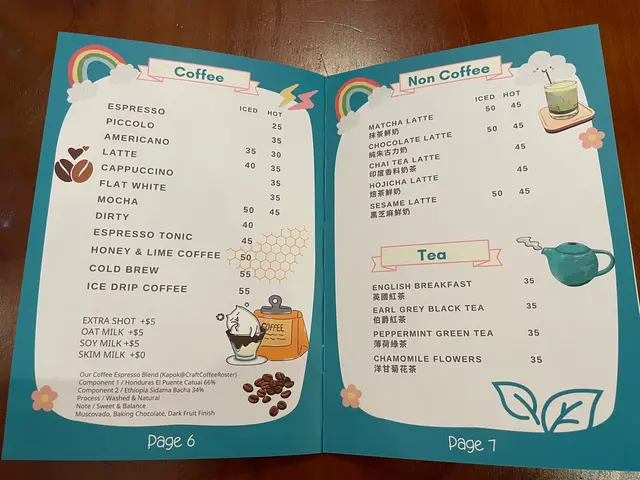 Coffee
ICED HOT
ESPRESSO 25
PICCOLO 35
AMERICANO 35 30
LATTE 40 35
CAPPUCCINO 35
FLAT WHITE 35
MOCHA 50 45
DIRTY 40
ESPRESSO TONIC 45
HONEY & LIME COFFEE 50
COLD BREW 55
ICE DRIP COFFEE 55
EXTRA SHOT +$5
OAT MILK +$5
SOY MILK +$5
SKIM MILK +$0
COFFEE
Our Coffee Espresso Blend (Kapok@CraftCoffeeRoster)
Component 1 / Honduras El Puente Catuai 66%
Component 2 / Ethiopia Sidama Bacha 34%
Process / Washed & Natural
Note / Sweet & Balance
Muscovado, Baking Chocolate, Dark Fruit Finish
Page 6
Non Coffee
ICED HOT
MATCHA LATTE 50 45
抹茶鮮奶
CHOCOLATE LATTE 50 45
純朱古力奶
CHAI TEA LATTE 45
印度香料奶茶
HOJICHA LATTE 45
焙茶鮮奶
SESAME LATTE 50 45
黑芝麻鮮奶
Tea
ENGLISH BREAKFAST 35
英國紅茶
EARL GREY BLACK TEA 35
伯爵紅茶
PEPPERMINT GREEN TEA 35
薄荷綠茶
CHAMOMILE FLOWERS 35
洋甘菊花茶
Page 7